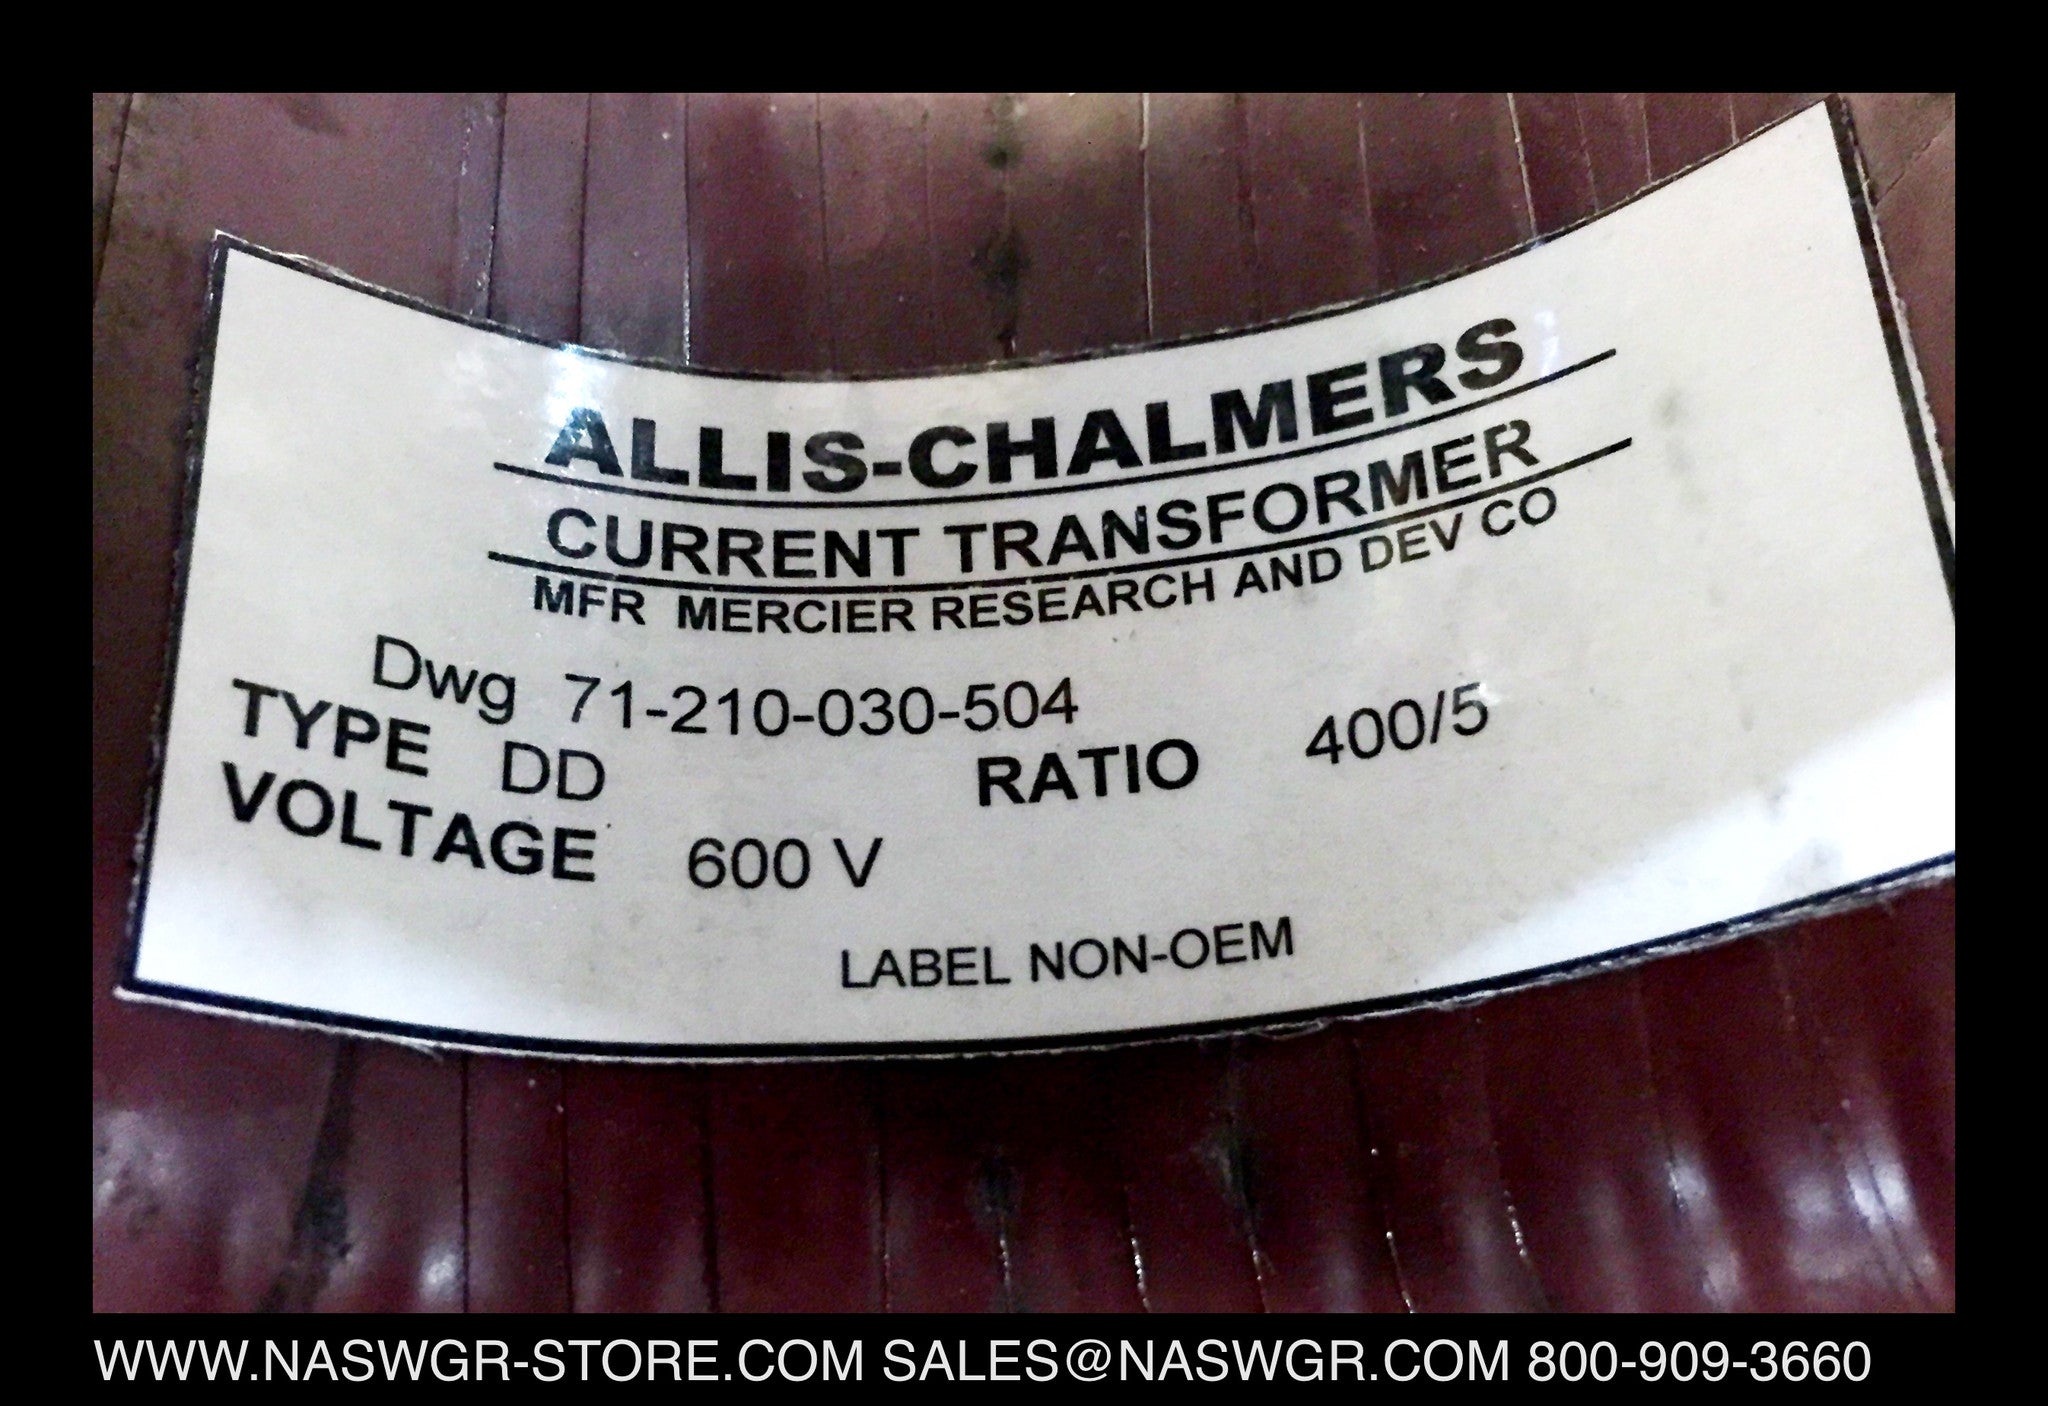 ALLIS-CHALMERS
CURRENT TRANSFORMER
MFR MERCIER RESEARCH AND DEV CO
Dwg 71-210-030-504
TYPE DD RATIO 400/5
VOLTAGE 600 V
LABEL NON-OEM
WWW.NASWGR-STORE.COM SALES@NASWGR.COM 800-909-3660